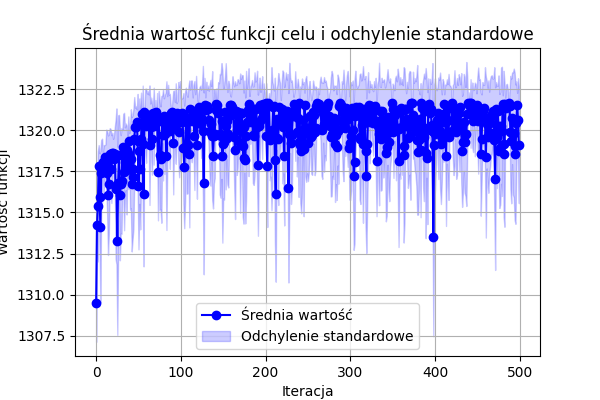 Średnia wartość funkcji celu i odchylenie standardowe
1322.5
1320.0
1317.5
1315.0
1312.5
1310.0
1307.5
Wartość funkcji
Średnia wartość
Odchylenie standardowe
0 100 200 300 400 500
Iteracja